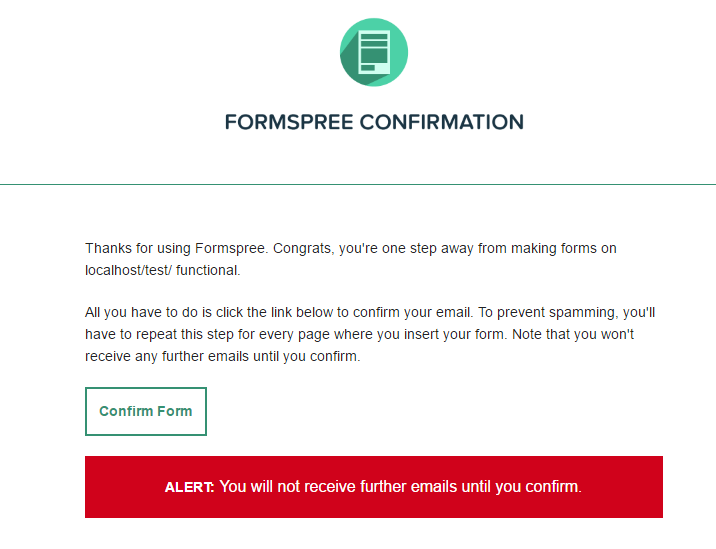 FORMSPREE CONFIRMATION
Thanks for using Formspree. Congrats, you're one step away from making forms on
localhost/test/ functional.
All you have to do is click the link below to confirm your email. To prevent spamming, you'll
have to repeat this step for every page where you insert your form. Note that you won't
receive any further emails until you confirm.
Confirm Form
ALERT: You will not receive further emails until you confirm.